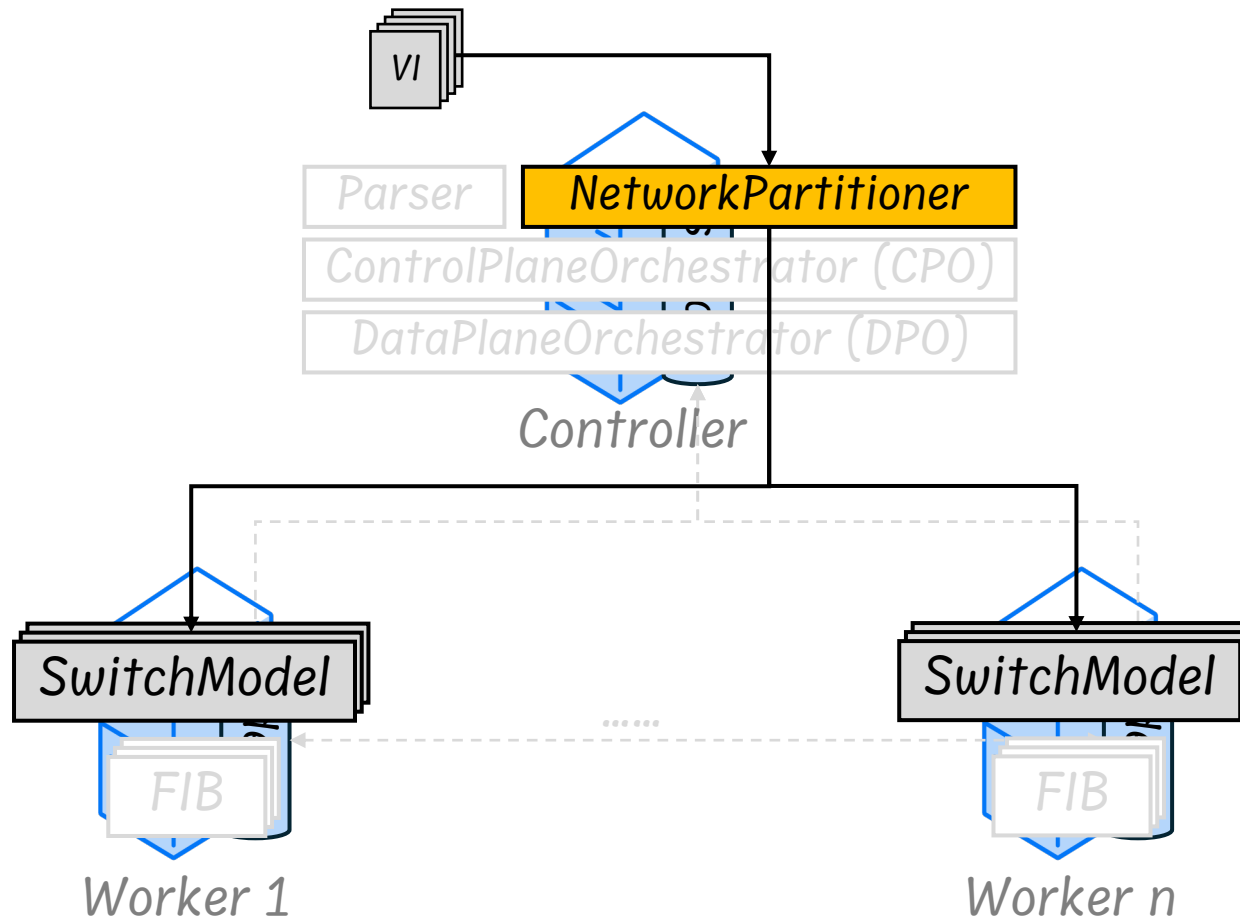 VI
Parser
NetworkPartitioner
ControlPlaneOrchestrator (CPO)
DataPlaneOrchestrator (DPO)
Controller
SwitchModel
SwitchModel
......
FIB
FIB
Worker 1
Worker n